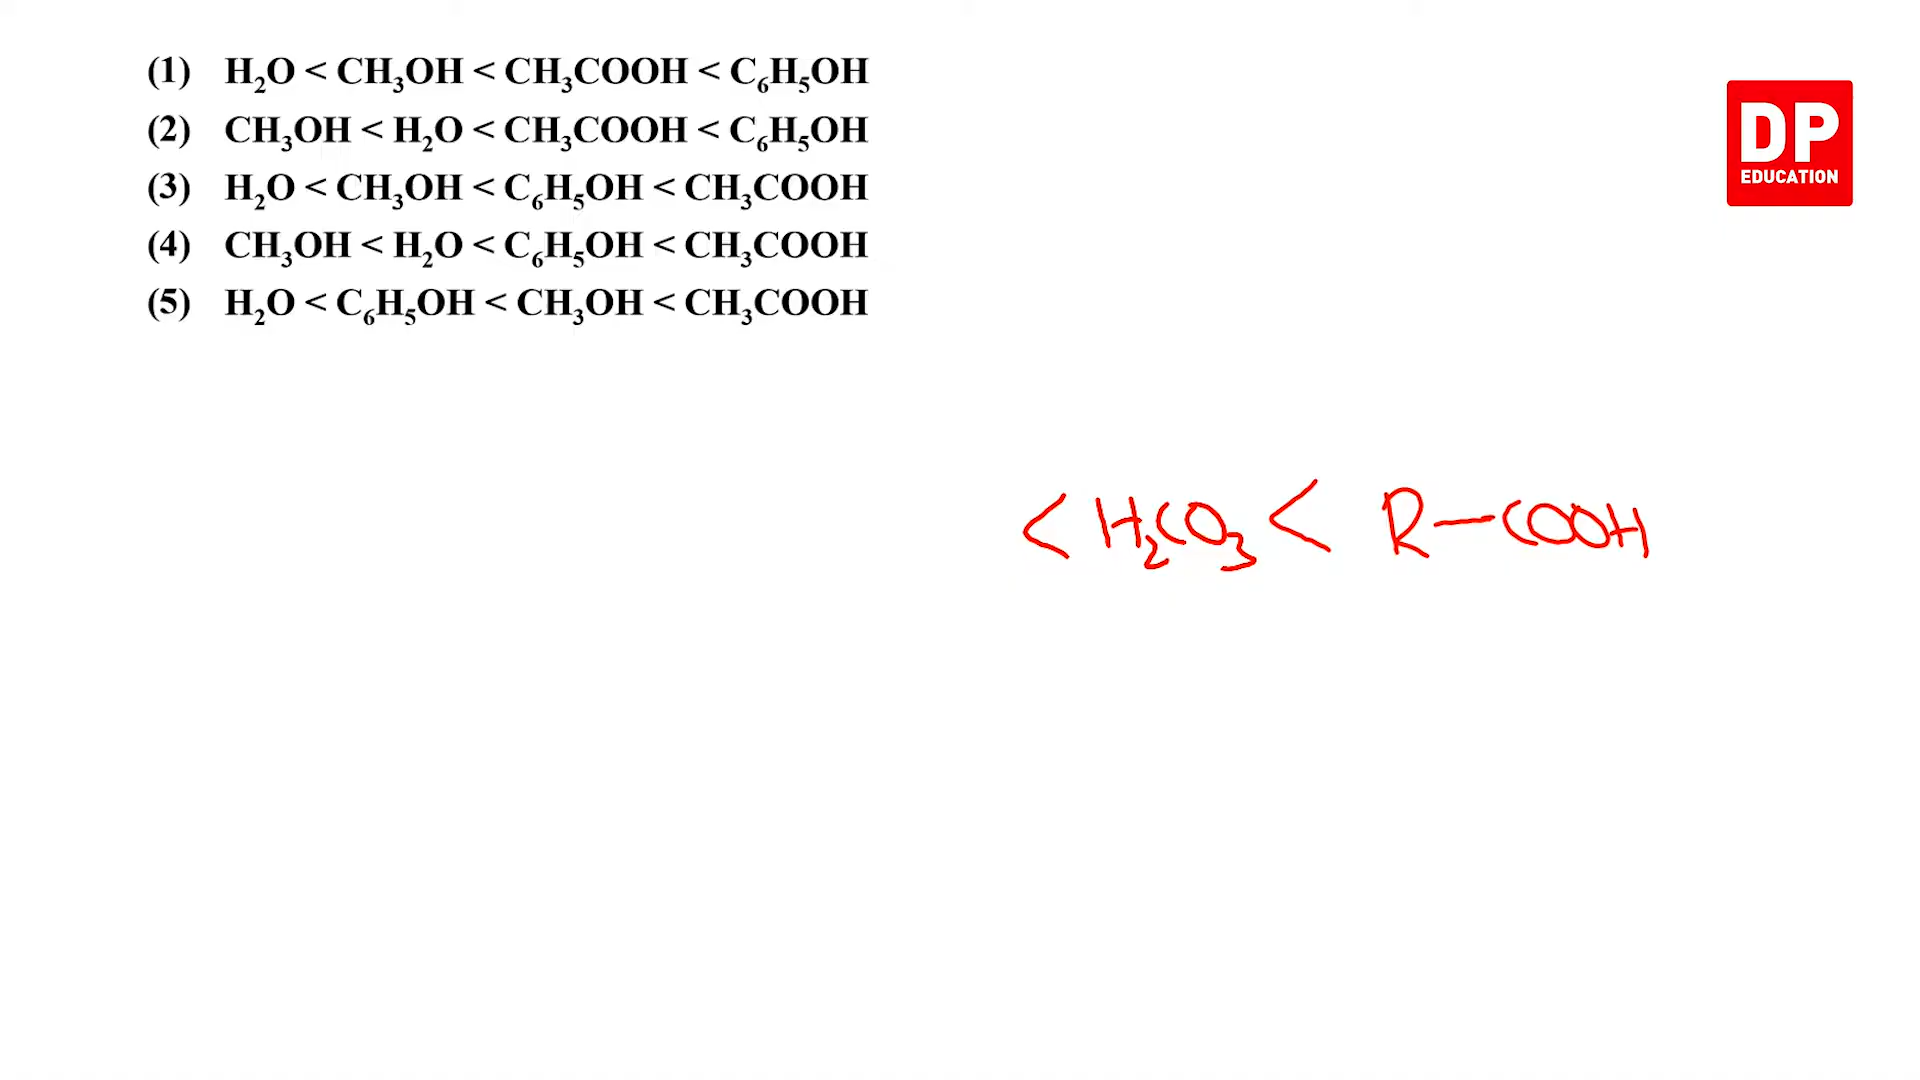 (1) H₂O < CH₃OH < CH₃COOH < C₆H₅OH
(2) CH₃OH < H₂O < CH₃COOH < C₆H₅OH
(3) H₂O < CH₃OH < C₆H₅OH < CH₃COOH
(4) CH₃OH < H₂O < C₆H₅OH < CH₃COOH
(5) H₂O < C₆H₅OH < CH₃OH < CH₃COOH
DP
EDUCATION
< H₂CO₃ < R–COOH